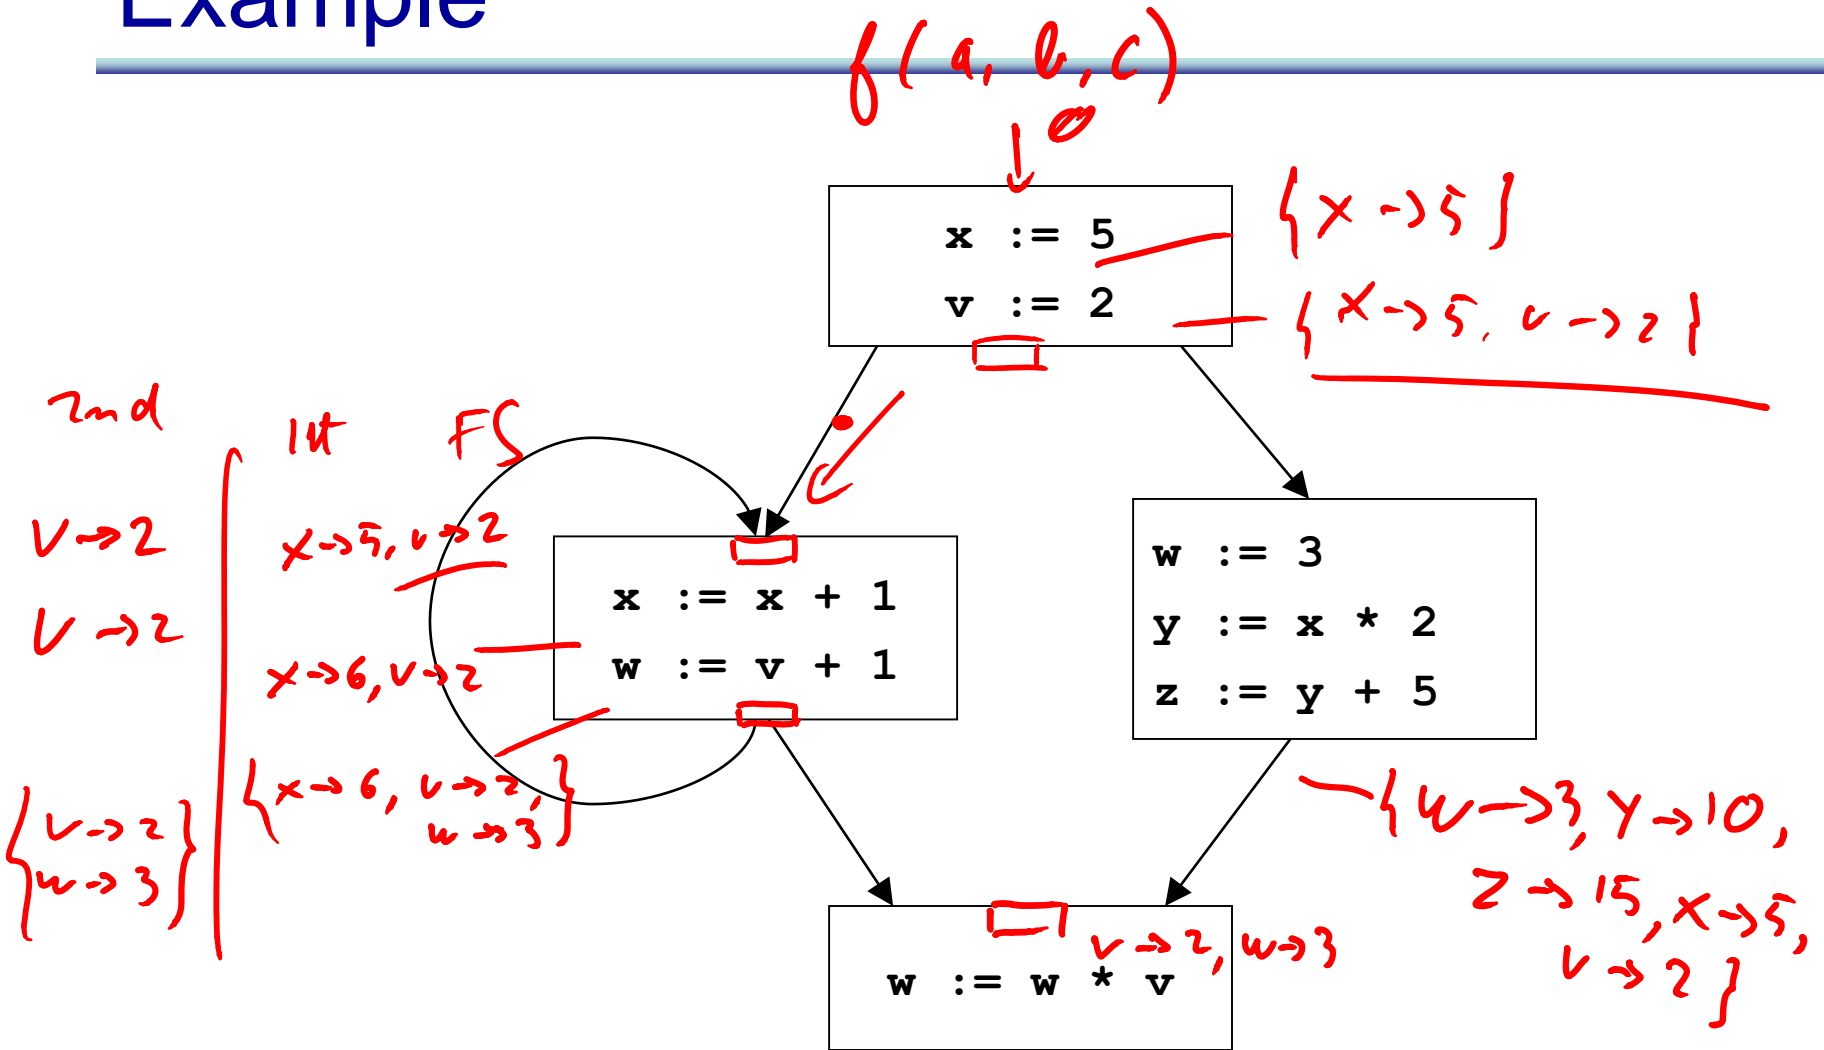 Example
f(a, b, c)
∅
x := 5
v := 2
{x -> 5}
{x -> 5, v -> 2}
2nd
1st
FS
v -> 2
v -> 2
{v -> 2
w -> 3}
x -> 5, v -> 2
x -> 6, v -> 2
{x -> 6, v -> 2,
w -> 3}
x := x + 1
w := v + 1
w := 3
y := x * 2
z := y + 5
{w -> 3, y -> 10,
z -> 15, x -> 5,
v -> 2}
v -> 2, w -> 3
w := w * v